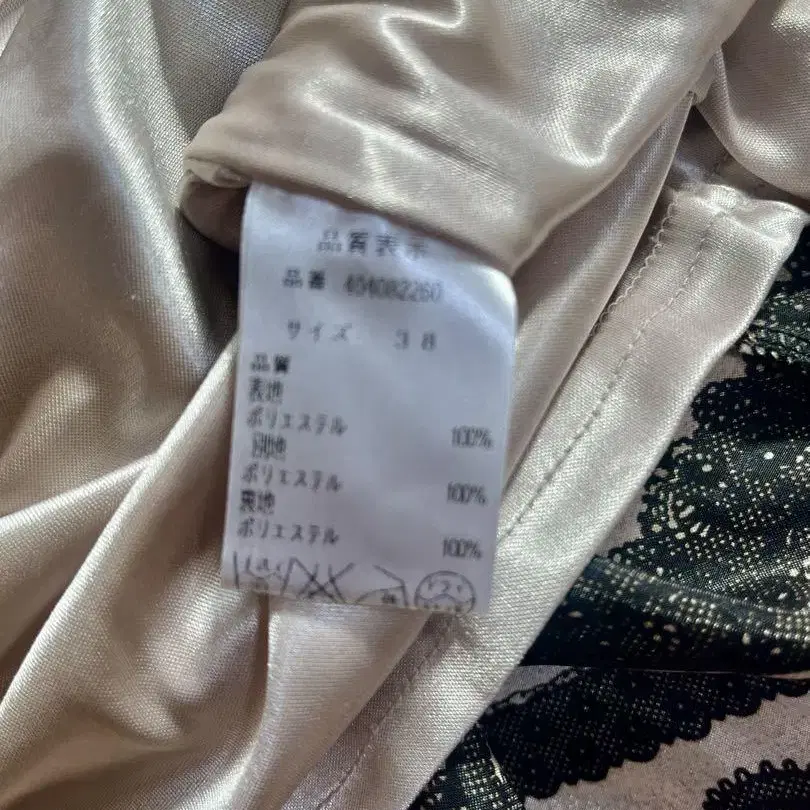 品質表示
品番 404082260
サイズ 38
品質
表地
ポリエステル 100%
別地
ポリエステル 100%
裏地
ポリエステル 100%